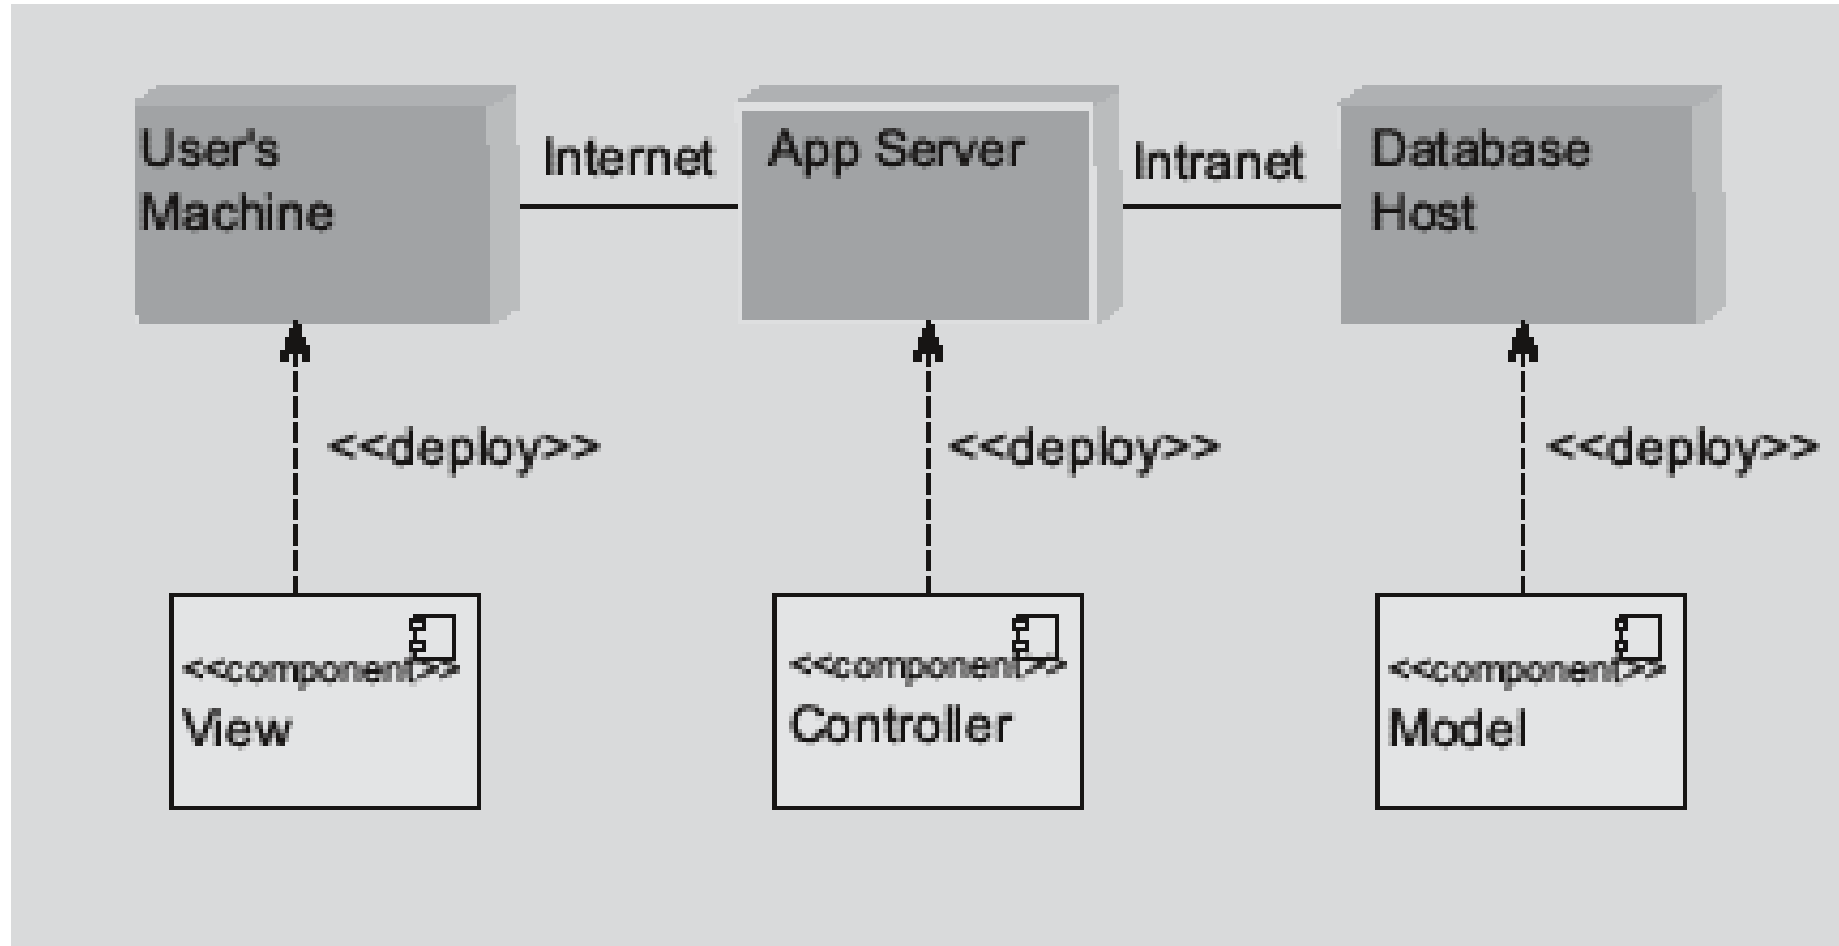 User's
Machine
Internet
App Server
Intranet
Database
Host
<<deploy>>
<<deploy>>
<<deploy>>
<<component>>
View
<<component>>
Controller
<<component>>
Model